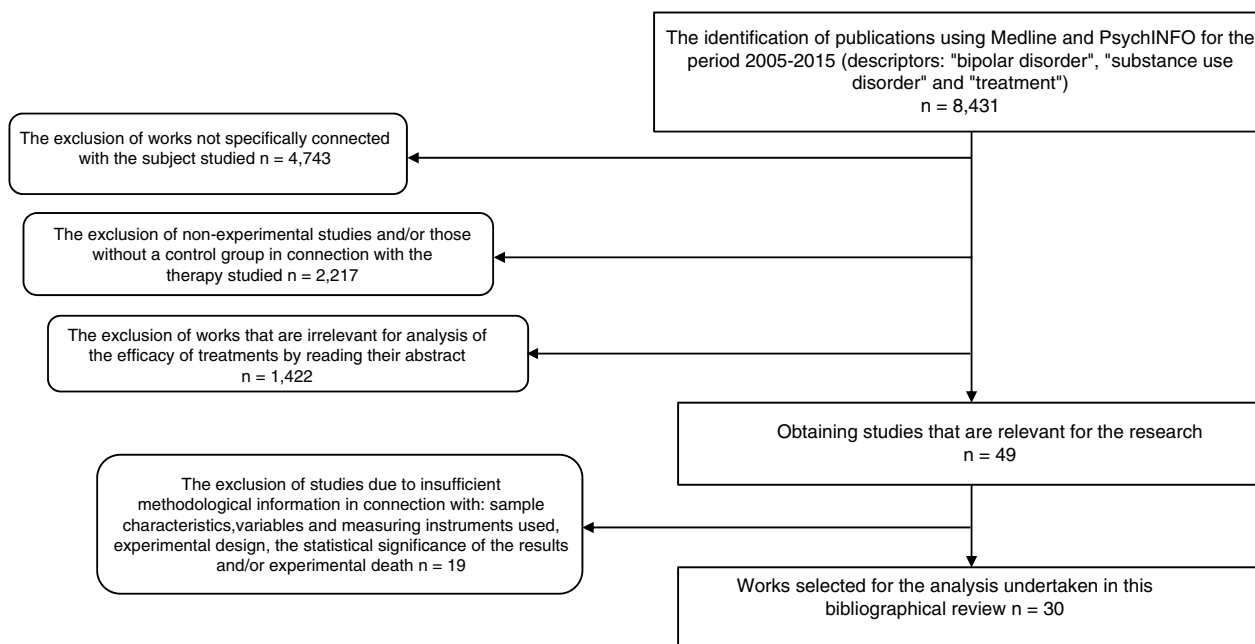 The identification of publications using Medline and PsychINFO for the
period 2005-2015 (descriptors: "bipolar disorder", "substance use
disorder" and "treatment")
n = 8,431
The exclusion of works not specifically connected
with the subject studied n = 4,743
The exclusion of non-experimental studies and/or those
without a control group in connection with the
therapy studied n = 2,217
The exclusion of works that are irrelevant for analysis of
the efficacy of treatments by reading their abstract
n = 1,422
Obtaining studies that are relevant for the research
n = 49
The exclusion of studies due to insufficient
methodological information in connection with: sample
characteristics,variables and measuring instruments used,
experimental design, the statistical significance of the results
and/or experimental death n = 19
Works selected for the analysis undertaken in this
bibliographical review n = 30